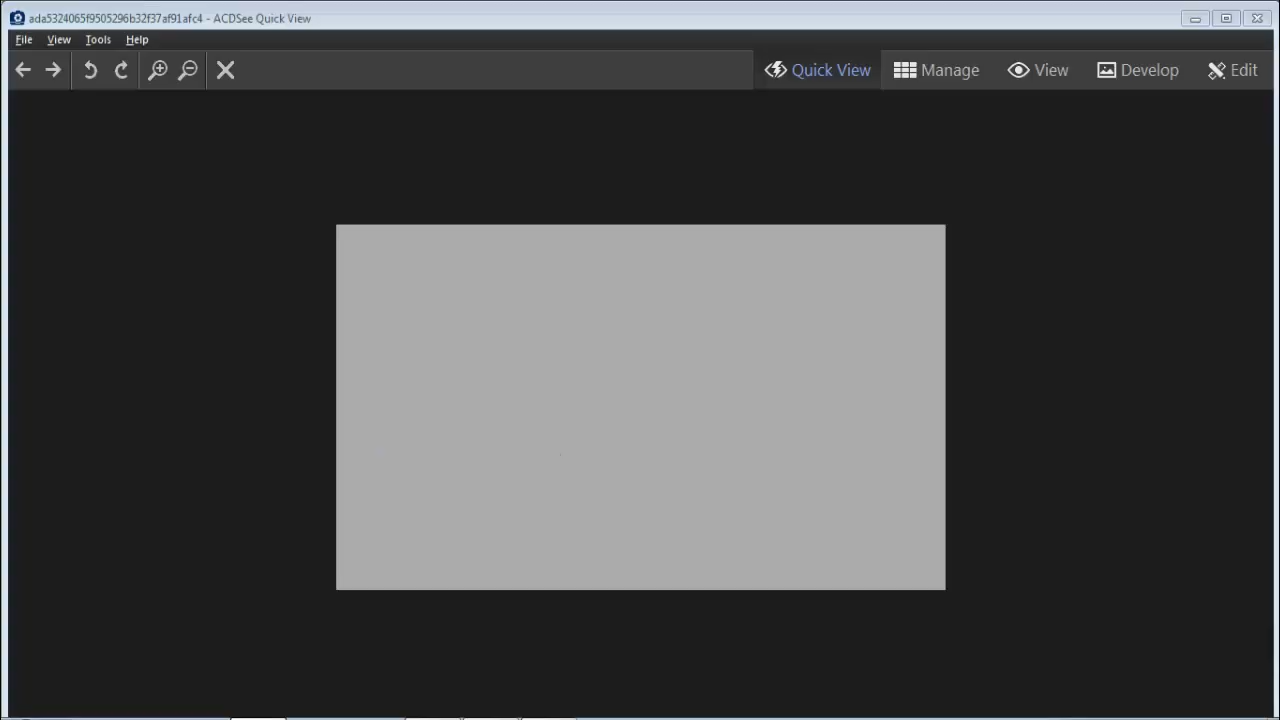 ada5324065f9505296b32f37af91afc4 - ACDSee Quick View
File View Tools Help
Quick View Manage View Develop Edit